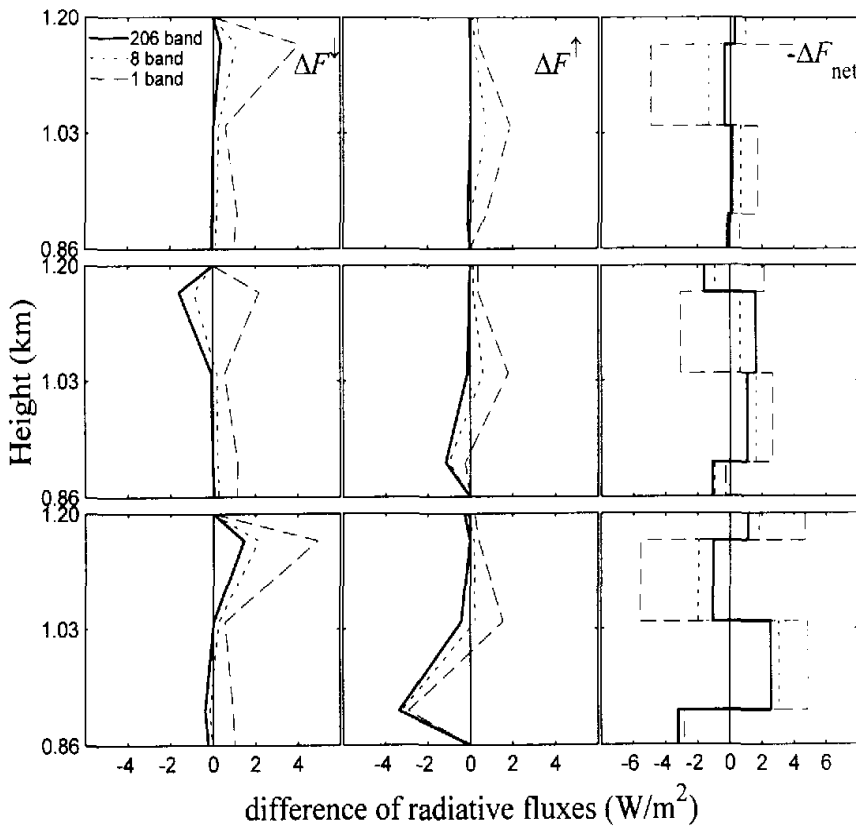 1.20
206 band
8 band
1 band
ΔF↓
ΔF↑
-ΔF_net
1.03
0.86
1.20
1.03
0.86
1.20
1.03
0.86
Height (km)
-4 -2 0 2 4
-4 -2 0 2 4
-6 -4 -2 0 2 4 6
difference of radiative fluxes (W/m²)